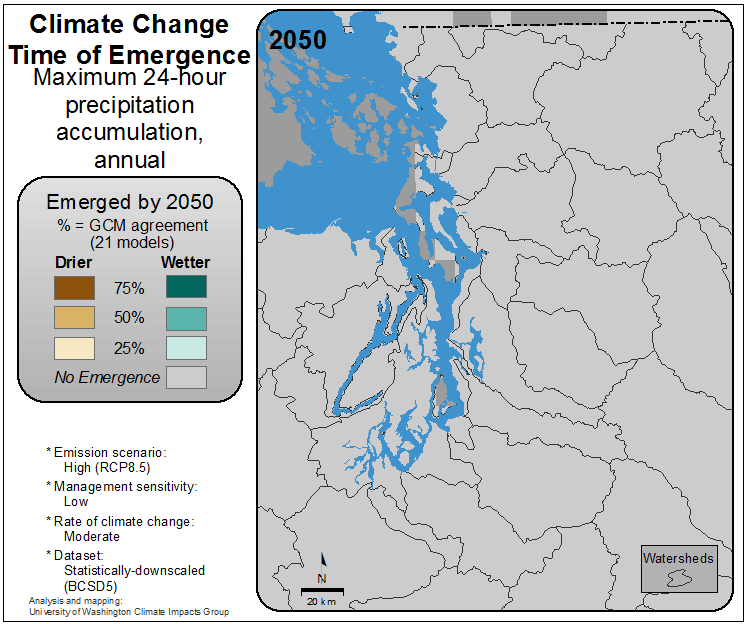 Climate Change
Time of Emergence
Maximum 24-hour
precipitation
accumulation,
annual
Emerged by 2050
% = GCM agreement
(21 models)
Drier Wetter
75%
50%
25%
No Emergence
* Emission scenario:
High (RCP8.5)
* Management sensitivity:
Low
* Rate of climate change:
Moderate
* Dataset:
Statistically-downscaled
(BCSD5)
Analysis and mapping:
University of Washington Climate Impacts Group
2050
N
20 km
Watersheds